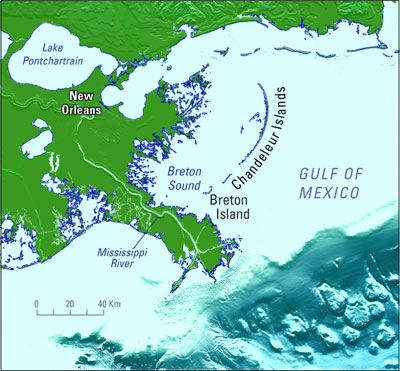 Lake
Pontchartrain
New
Orleans
Chandeleur Islands
Breton
Sound
GULF OF
MEXICO
Breton
Island
Mississippi
River
0 20 40 Km